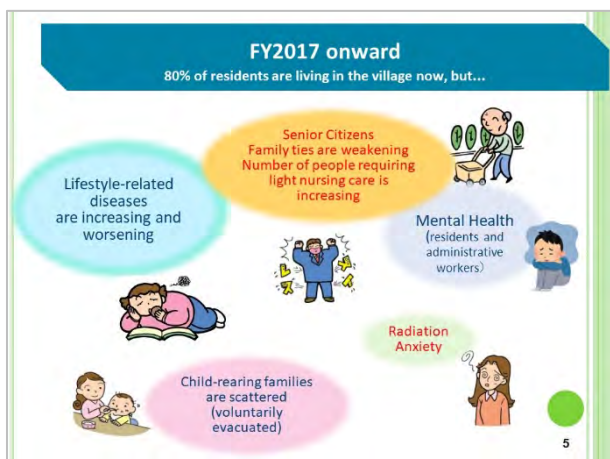 FY2017 onward
80% of residents are living in the village now, but...
Senior Citizens
Family ties are weakening
Number of people requiring
light nursing care is
increasing
Lifestyle-related
diseases
are increasing and
worsening
Mental Health
(residents and
administrative
workers)
Radiation
Anxiety
Child-rearing families
are scattered
(voluntarily
evacuated)
5